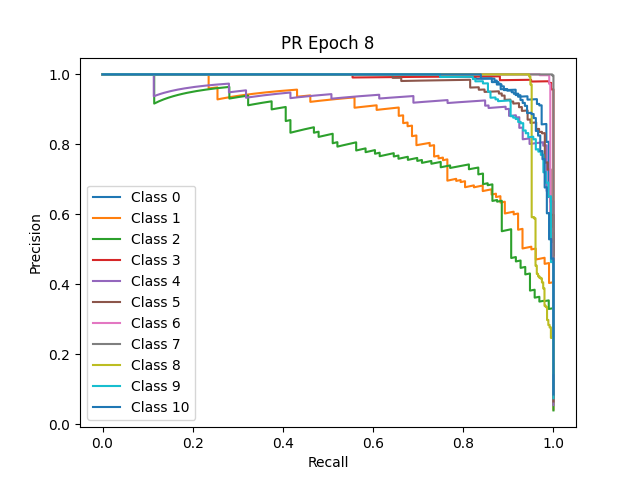 PR Epoch 8
Precision
1.0
0.8
0.6
0.4
0.2
0.0
Class 0
Class 1
Class 2
Class 3
Class 4
Class 5
Class 6
Class 7
Class 8
Class 9
Class 10
0.0 0.2 0.4 0.6 0.8 1.0
Recall